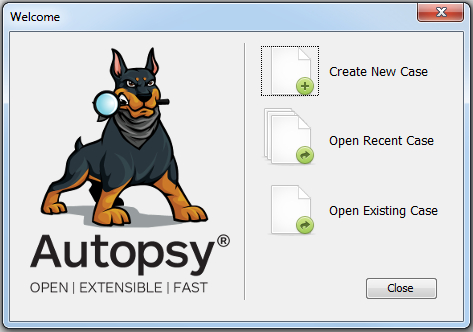 Welcome
Create New Case
Open Recent Case
Open Existing Case
Autopsy®
OPEN | EXTENSIBLE | FAST
Close